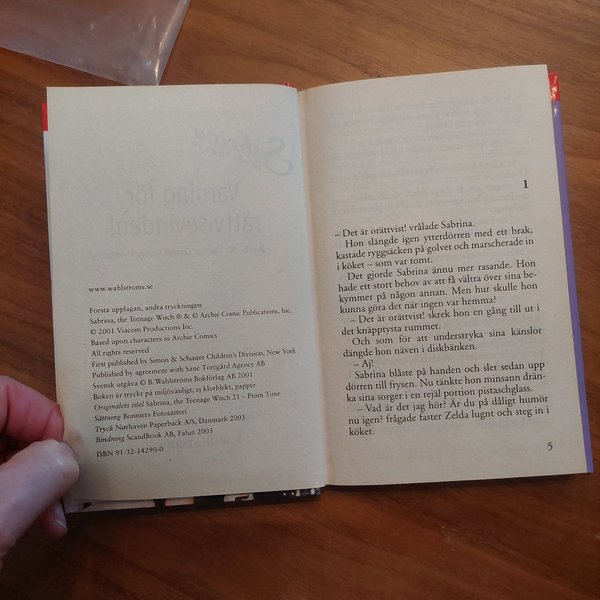 www.wahlstroms.se
Första upplagan, andra tryckningen
Sabrina, the Teenage Witch ® & © Archie Comic Publications, Inc.
© 2001 Viacom Productions Inc.
Based upon characters in Archie Comics
All rights reserved
First published by Simon & Schuster Children's Division, New York
Published by agreement with Sane Töregård Agency AB
Svensk utgåva © B.Wahlströms Bokförlag AB 2001
Boken är tryckt på miljövänligt, ej klorblekt, papper
Originalets titel Sabrina, the Teenage Witch 21 – Prom Time
Sättning Bonniers Fotosätteri
Tryck Nørhaven Paperback A/S, Danmark 2003
Bindning ScandBook AB, Falun 2003
ISBN 91-32-14290-0
1
– Det är orättvist! vrålade Sabrina.
Hon slängde igen ytterdörren med ett brak,
kastade ryggsäcken på golvet och marscherade in
i köket – som var tomt.
Det gjorde Sabrina ännu mer rasande. Hon
hade ett stort behov av att få vältra över sina be-
kymmer på någon annan. Men hur skulle hon
kunna göra det när ingen var hemma?
– Det är orättvist! skrek hon en gång till ut i
det knäpptysta rummet.
Och som för att understryka sina känslor
dängde hon näven i diskbänken.
– Aj!
Sabrina blåste på handen och slet sedan upp
dörren till frysen. Nu tänkte hon minsann drän-
ka sina sorger i en rejäl portion pistaschglass.
– Vad är det jag hör? Är du på dåligt humör
nu igen? frågade faster Zelda lugnt och steg in i
köket.
5
Sabrina
Varning för
rättvisevinden!